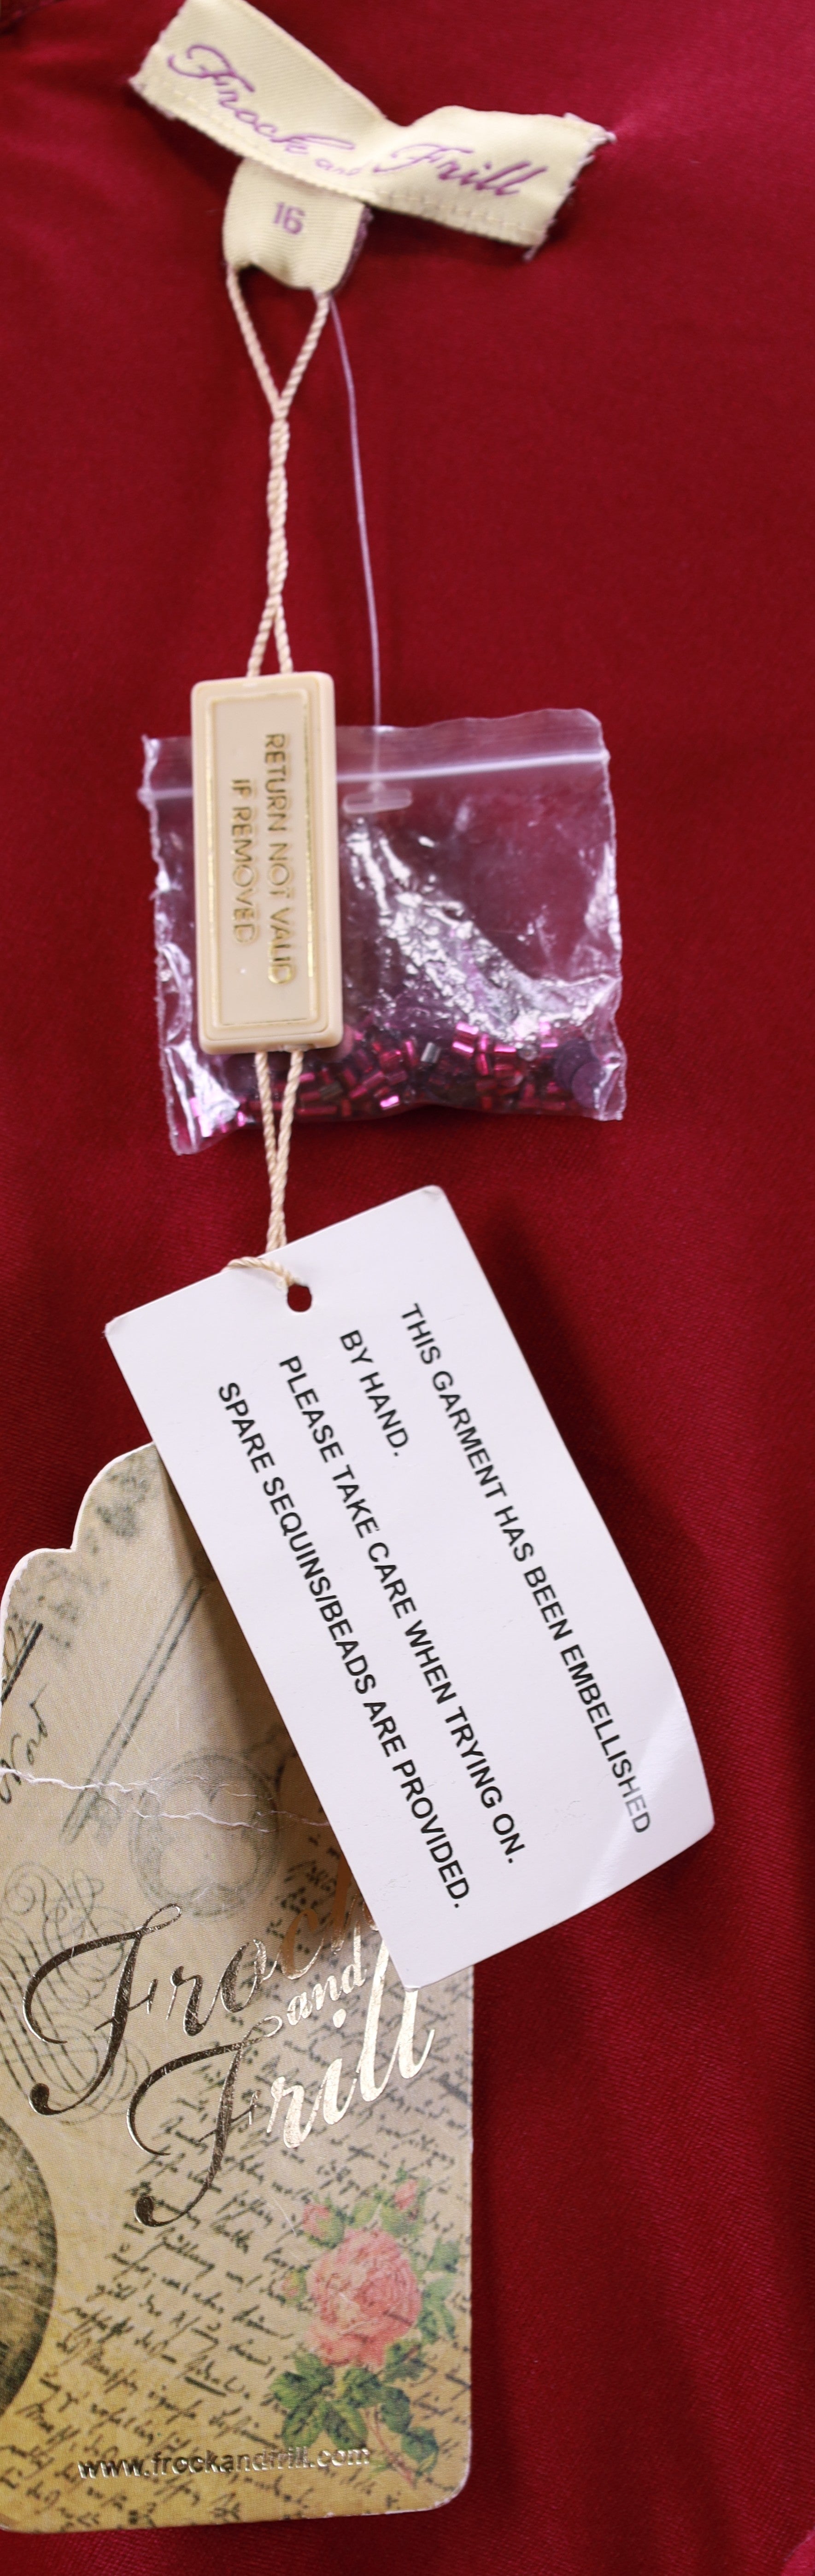 Frock and Frill
16
RETURN NOT VALID
IF REMOVED
THIS GARMENT HAS BEEN EMBELLISHED
BY HAND.
PLEASE TAKE CARE WHEN TRYING ON.
SPARE SEQUINS/BEADS ARE PROVIDED.
Frock
and
Frill
www.frockandfrill.com